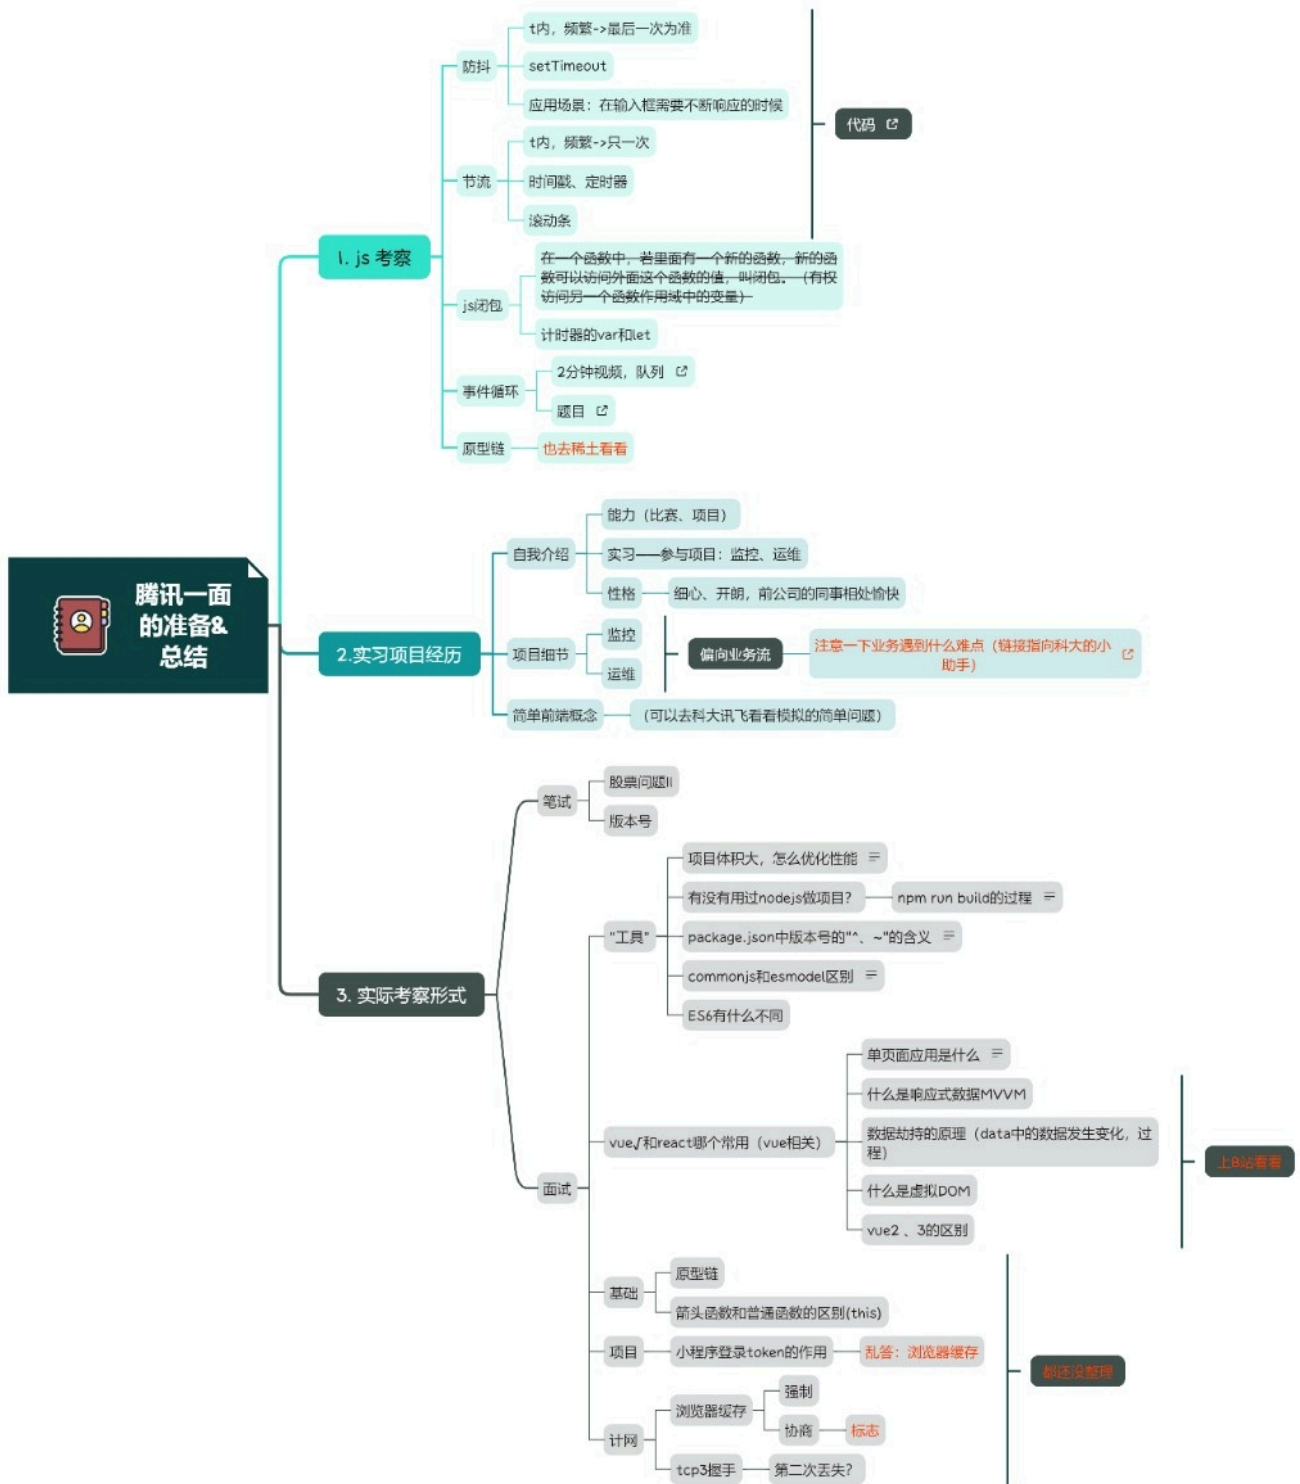 腾讯一面
的准备&
总结
1. js 考察
防抖
t内，频繁->最后一次为准
setTimeout
应用场景：在输入框需要不断响应的时候
节流
t内，频繁->只一次
时间戳、定时器
滚动条
代码
js闭包
在一个函数中，若里面有一个新的函数，新的函
数可以访问外面这个函数的值，叫闭包。（有权
访问另一个函数作用域中的变量）
计时器的var和let
事件循环
2分钟视频，队列
题目
原型链
也去稀土看看
2.实习项目经历
自我介绍
能力（比赛、项目）
实习——参与项目：监控、运维
性格
细心、开朗，前公司的同事相处愉快
项目细节
监控
运维
偏向业务流
注意一下业务遇到什么难点（链接指向科大的小
助手）
简单前端概念
（可以去科大讯飞看看模拟的简单问题）
3. 实际考察形式
笔试
股票问题II
版本号
面试
"工具"
项目体积大，怎么优化性能
有没有用过nodejs做项目？
npm run build的过程
package.json中版本号的"^、~"的含义
commonjs和esmodel区别
ES6有什么不同
vue√和react哪个常用（vue相关）
单页面应用是什么
什么是响应式数据MVVM
数据劫持的原理（data中的数据发生变化，过
程）
什么是虚拟DOM
vue2 、3的区别
上B站看看
基础
原型链
箭头函数和普通函数的区别(this)
项目
小程序登录token的作用
乱答：浏览器缓存
计网
浏览器缓存
强制
协商
标志
tcp3握手
第二次丢失？
都还没整理